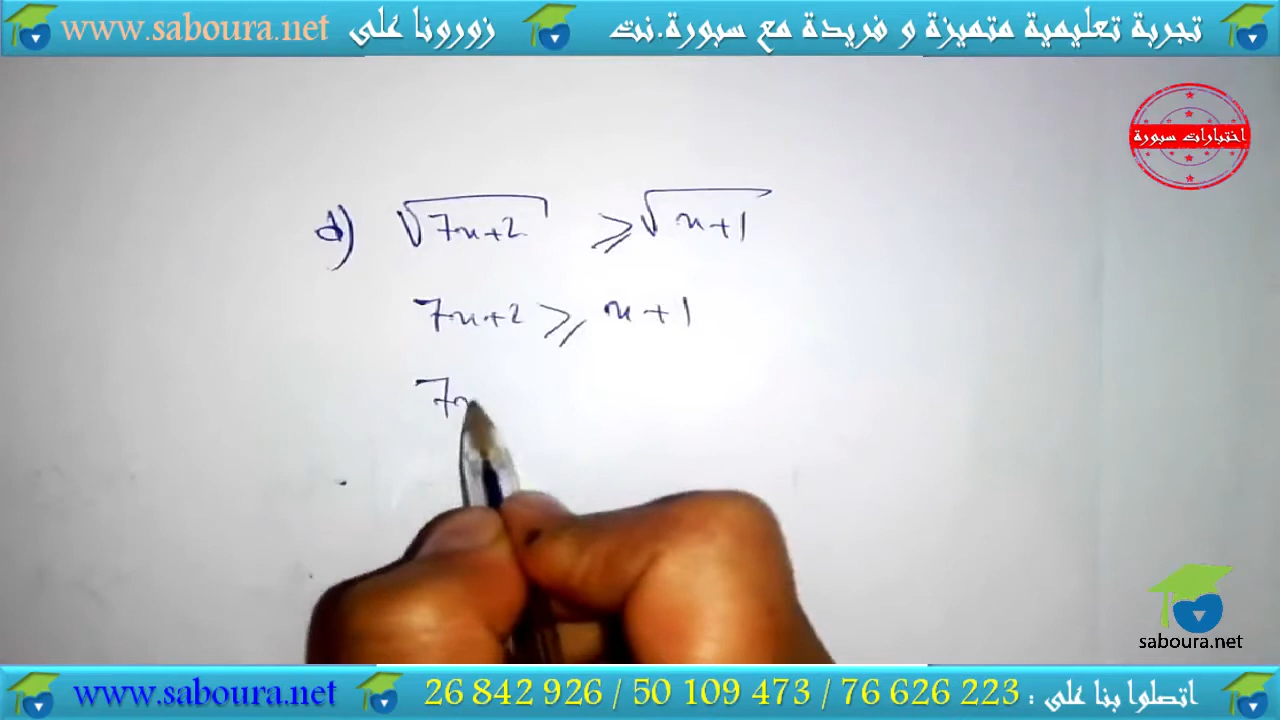 تجربة تعليمية متميزة و فريدة مع سبورة.نت زورونا على www.saboura.net
اختبارات سبورة
d) √7x+2 ≥ √x+1
7x+2 ≥ x+1
7x
saboura.net
اتصلوا بنا على : 26 842 926 / 50 109 473 / 76 626 223 www.saboura.net